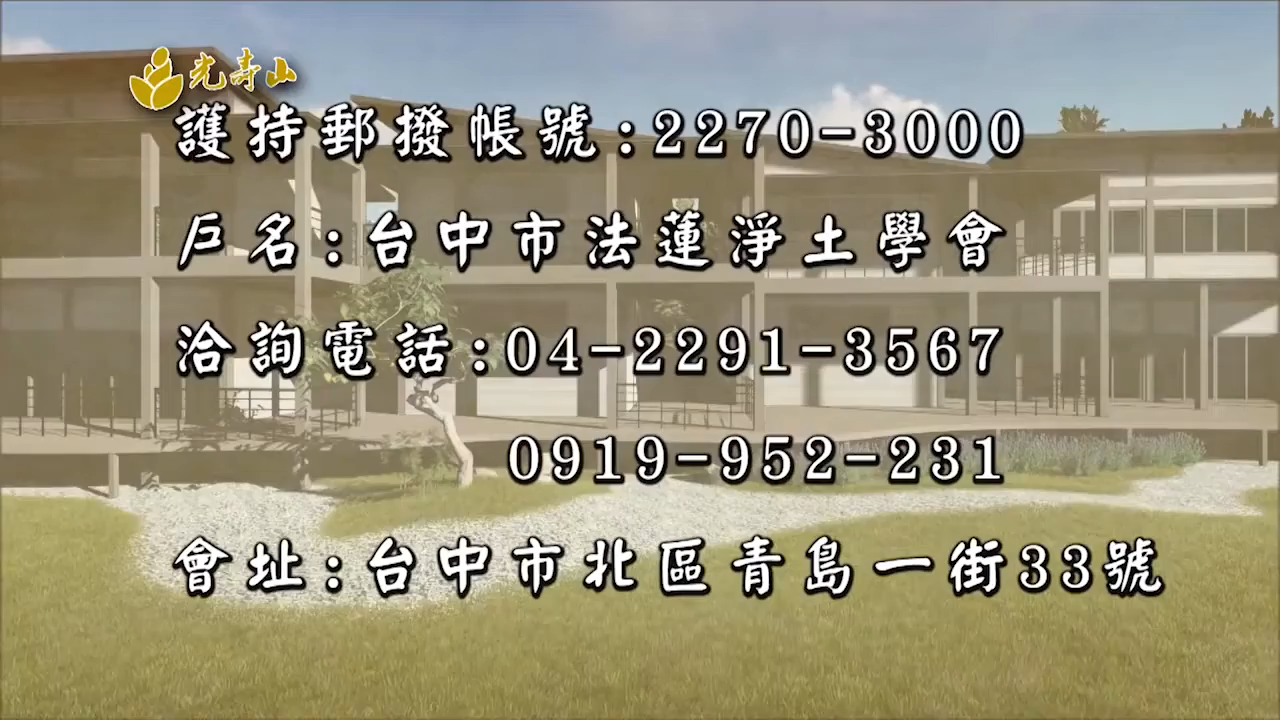 光壽山
護持郵撥帳號:2270-3000
戶名:台中市法蓮淨土學會
洽詢電話:04-2291-3567
0919-952-231
會址:台中市北區青島一街33號